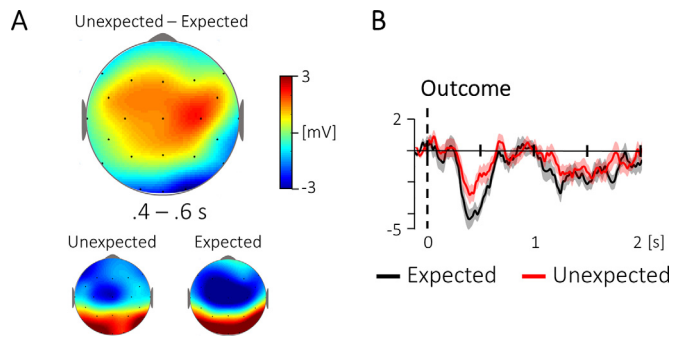 A
Unexpected – Expected
3
[mV]
-3
.4 – .6 s
Unexpected
Expected
B
Outcome
2
-5
0
1
2 [s]
Expected
Unexpected